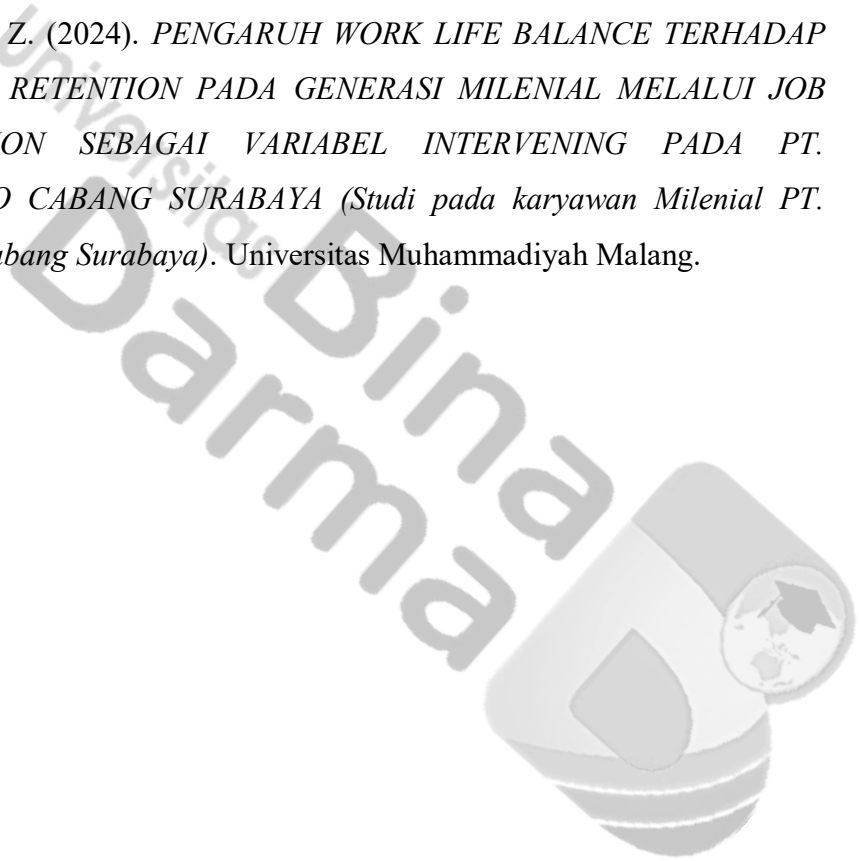 Z. (2024). PENGARUH WORK LIFE BALANCE TERHADAP
RETENTION PADA GENERASI MILENIAL MELALUI JOB
ON SEBAGAI VARIABEL INTERVENING PADA PT.
CABANG SURABAYA (Studi pada karyawan Milenial PT.
abang Surabaya). Universitas Muhammadiyah Malang.
Universitas
Bina
Darma